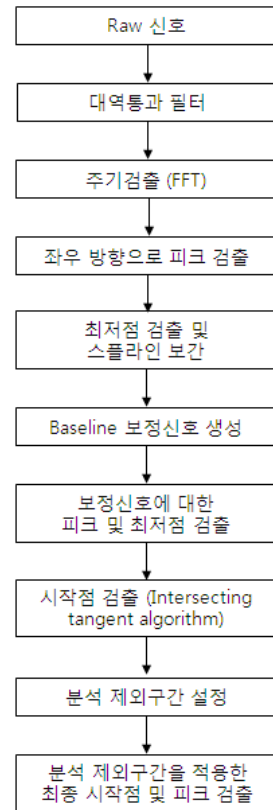 Raw 신호
대역통과 필터
주기검출 (FFT)
좌우 방향으로 피크 검출
최저점 검출 및
스플라인 보간
Baseline 보정신호 생성
보정신호에 대한
피크 및 최저점 검출
시작점 검출 (Intersecting
tangent algorithm)
분석 제외구간 설정
분석 제외구간을 적용한
최종 시작점 및 피크 검출